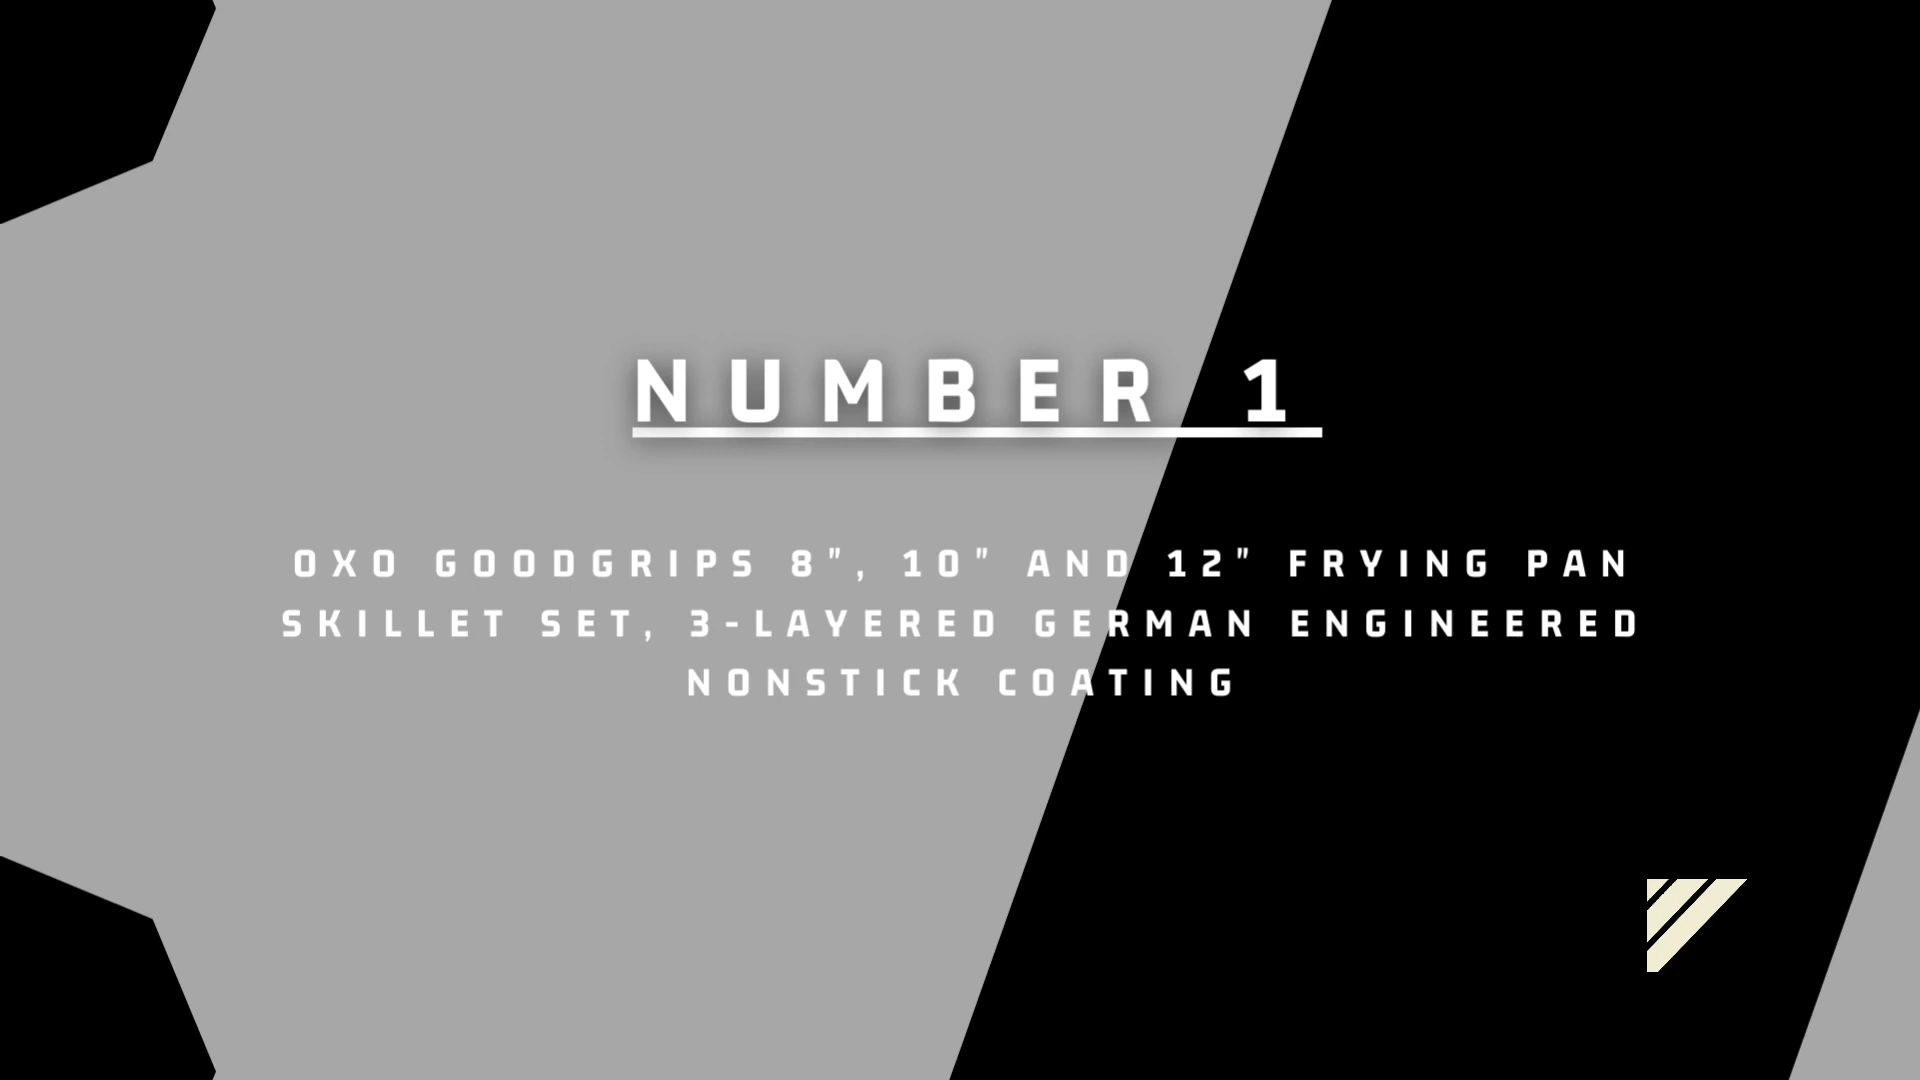 NUMBER 1
OXO GOODGRIPS 8", 10" AND 12" FRYING PAN
SKILLET SET, 3-LAYERED GERMAN ENGINEERED
NONSTICK COATING